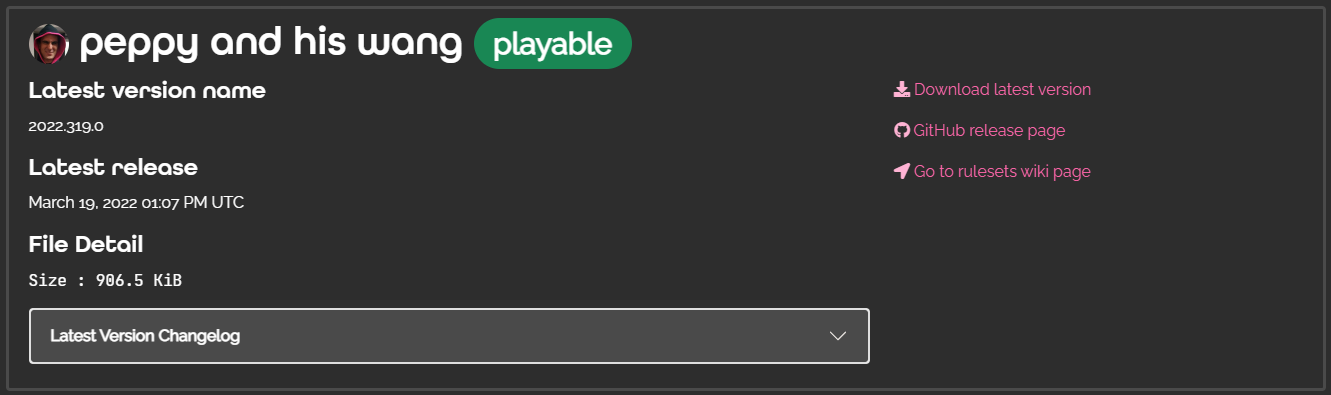 peppy and his wang playable
Latest version name
2022.319.0
Latest release
March 19, 2022 01:07 PM UTC
File Detail
Size : 906.5 KiB
Latest Version Changelog
Download latest version
GitHub release page
Go to rulesets wiki page